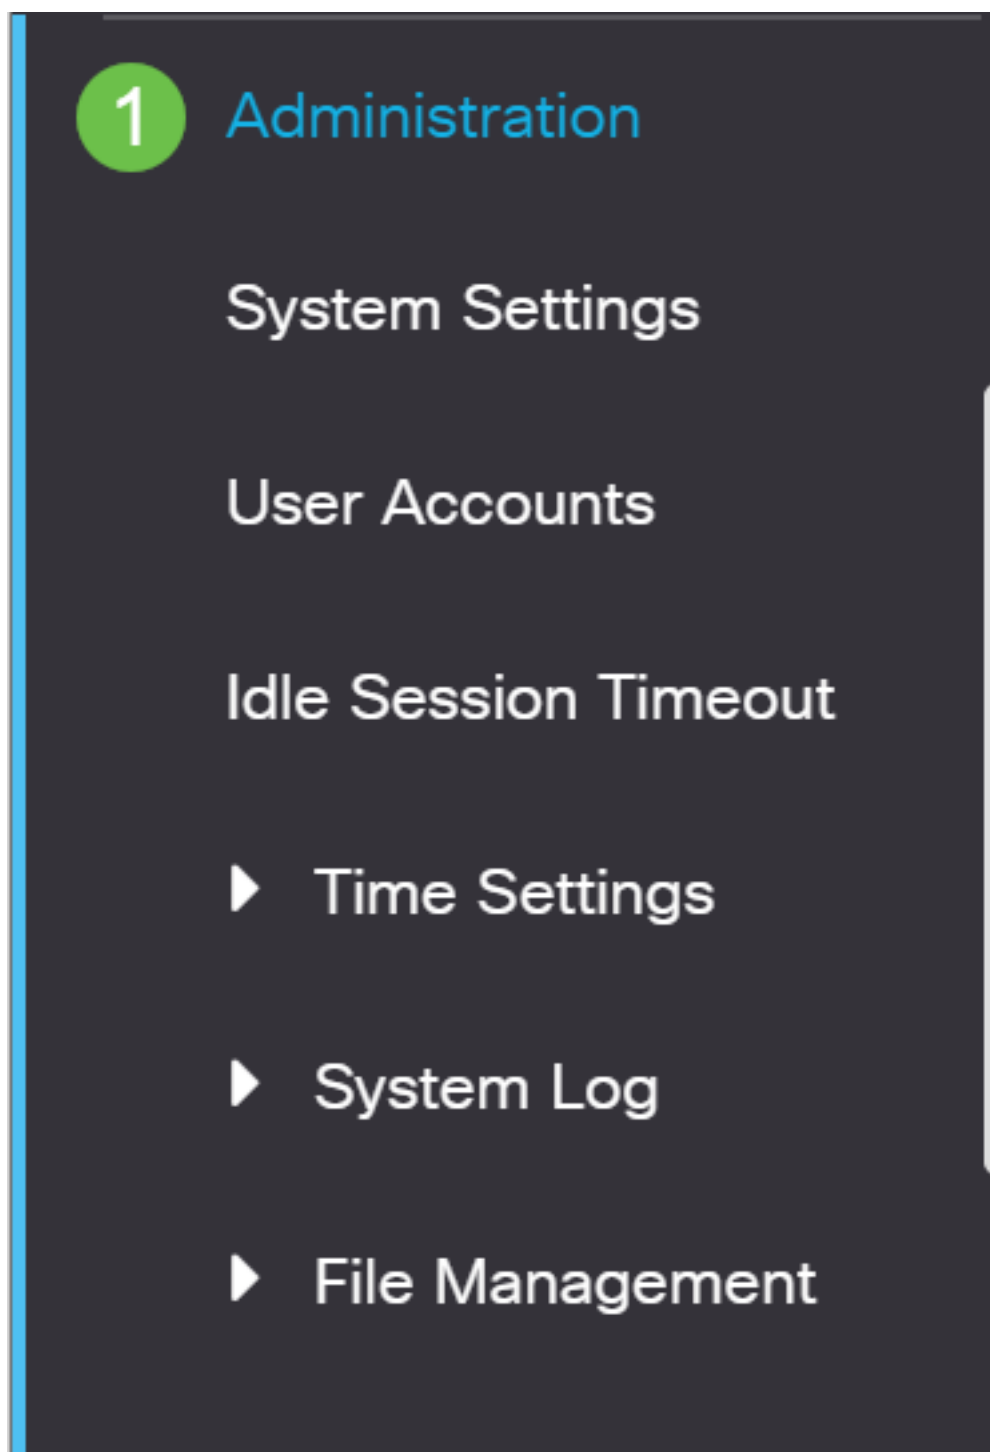 1 Administration
System Settings
User Accounts
Idle Session Timeout
Time Settings
System Log
File Management